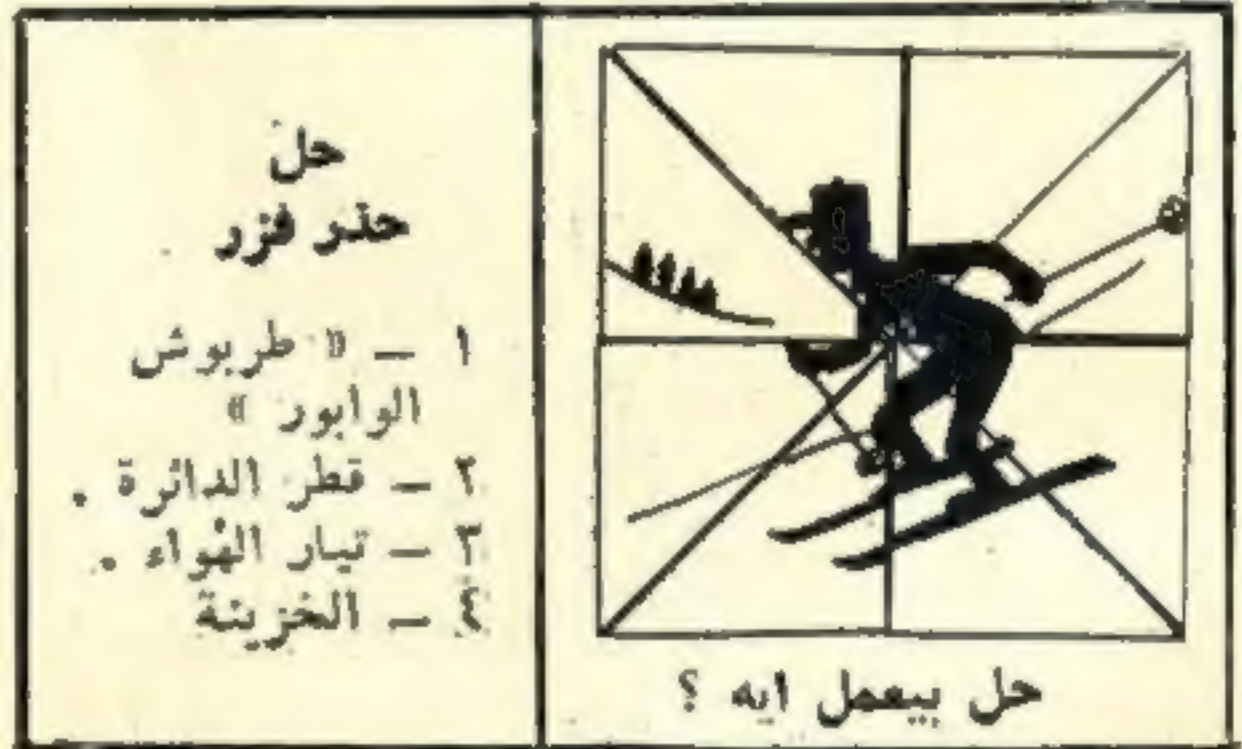 حل بيعمل ايه ؟
حل
حذر فزر
١ - « طربوش
الوابور »
٢ - قطر الدائرة .
٣ - تيار الهواء .
٤ - الخزينة